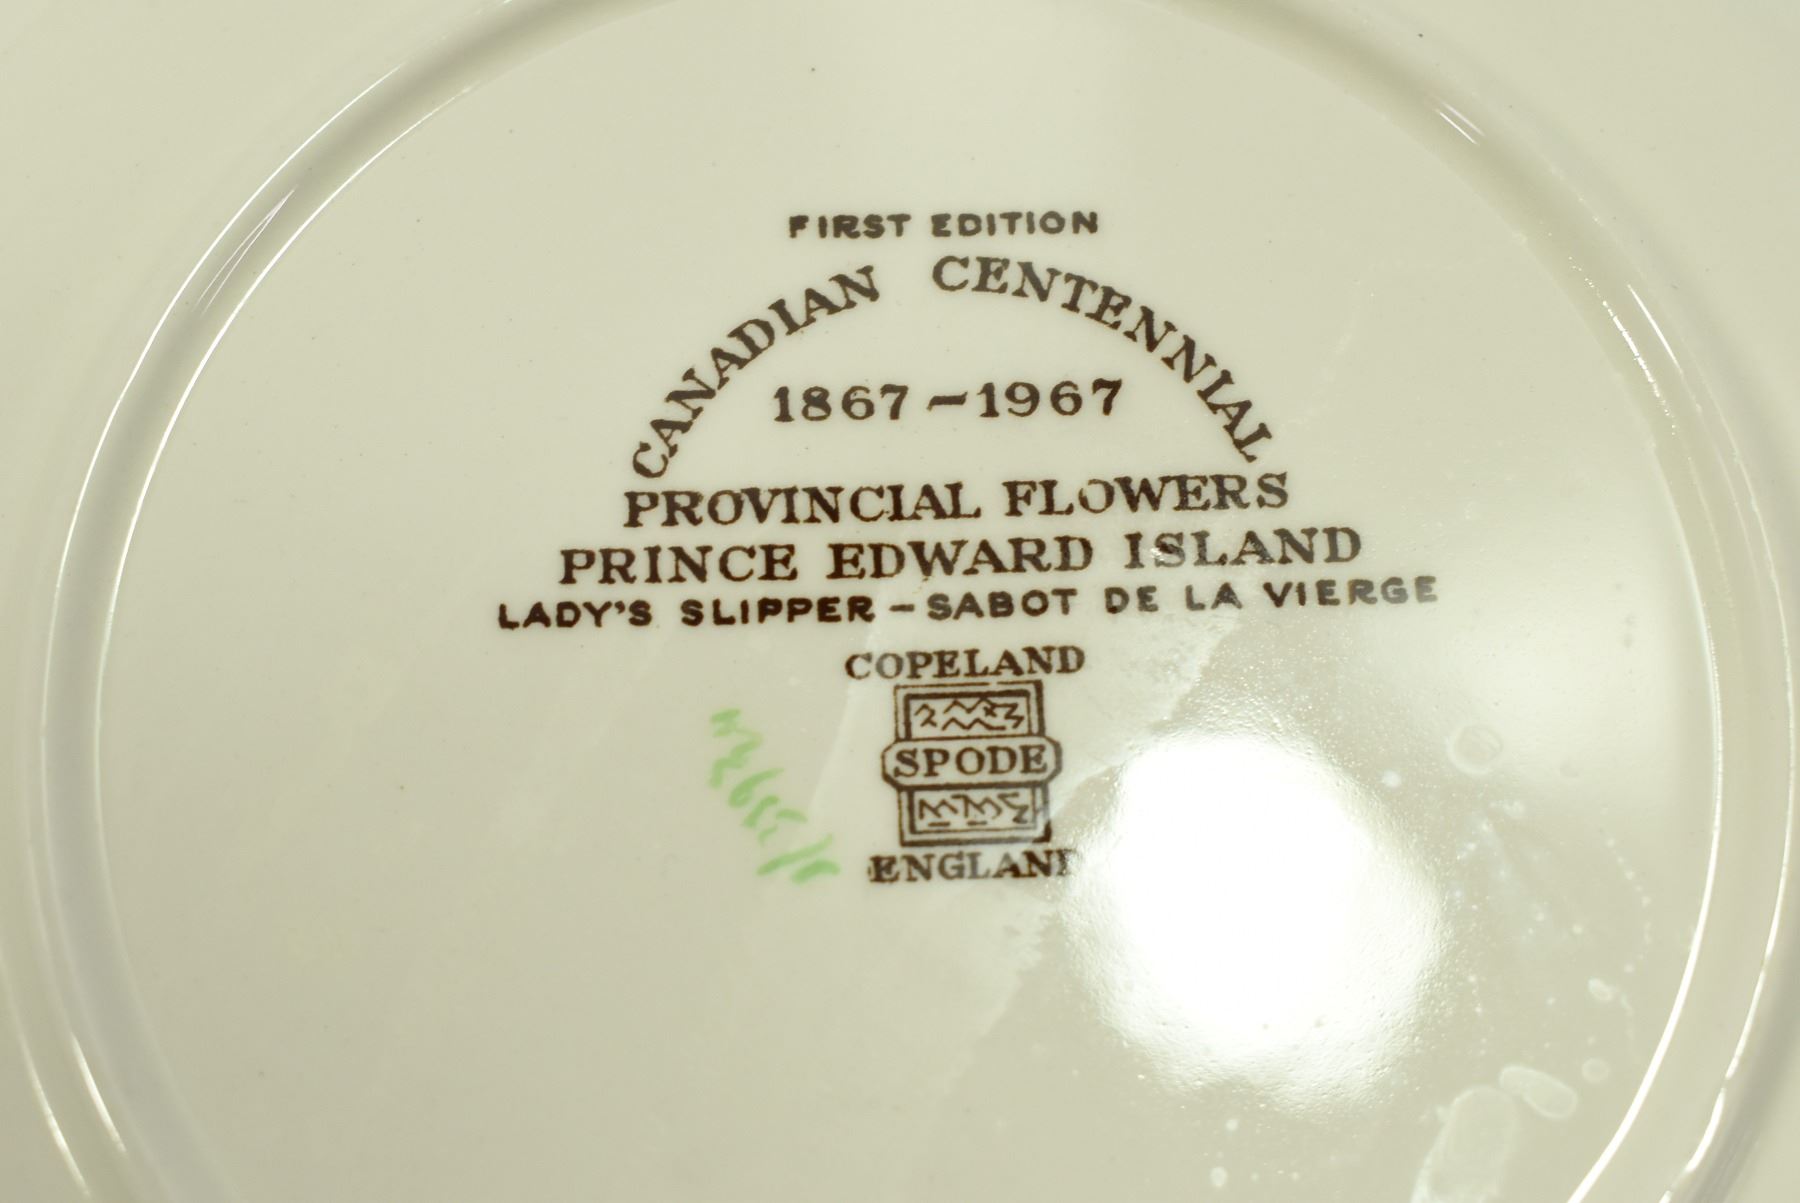 FIRST EDITION
CANADIAN CENTENNIAL
1867-1967
PROVINCIAL FLOWERS
PRINCE EDWARD ISLAND
LADY'S SLIPPER - SABOT DE LA VIERGE
COPELAND
SPODE
ENGLAND